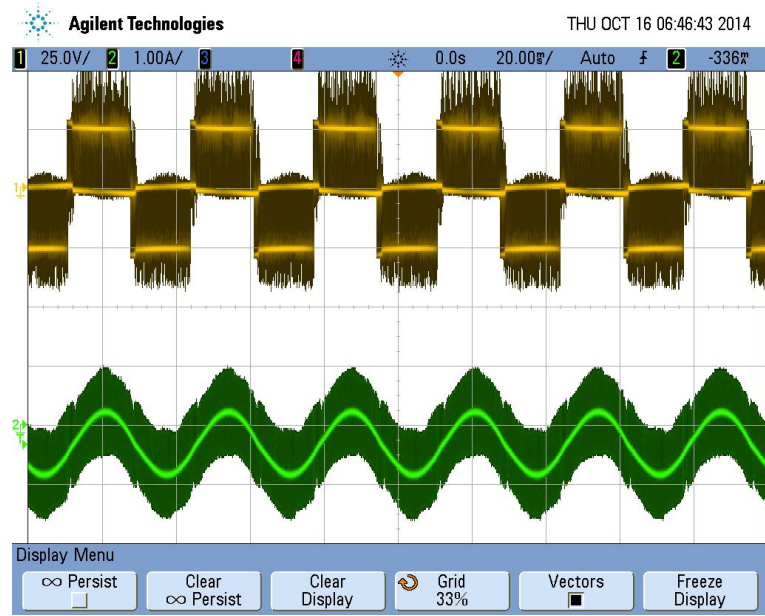 Agilent Technologies THU OCT 16 06:46:43 2014
1 25.0V/ 2 1.00A/ 3 4 0.0s 20.00ms/ Auto 2 -336mA
1
2
T
Display Menu
∞ Persist Clear ∞ Persist Clear Display Grid 33% Vectors Freeze Display